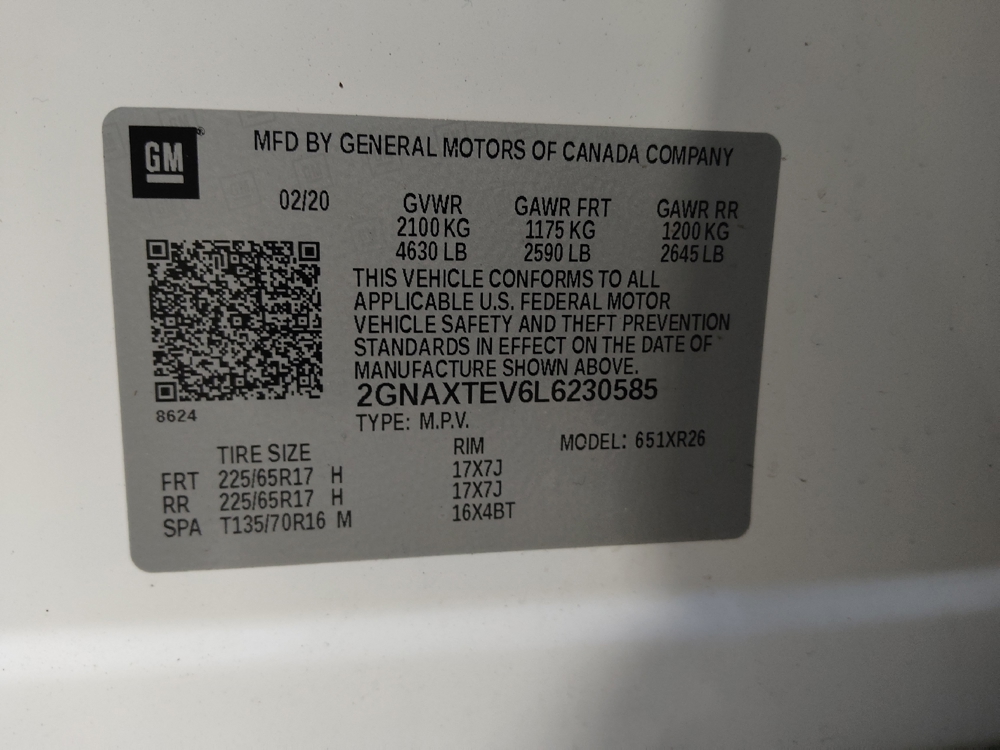 GM
MFD BY GENERAL MOTORS OF CANADA COMPANY
02/20 GVWR GAWR FRT GAWR RR
2100 KG 1175 KG 1200 KG
4630 LB 2590 LB 2645 LB
THIS VEHICLE CONFORMS TO ALL
APPLICABLE U.S. FEDERAL MOTOR
VEHICLE SAFETY AND THEFT PREVENTION
STANDARDS IN EFFECT ON THE DATE OF
MANUFACTURE SHOWN ABOVE.
2GNAXTEV6L6230585
8624
TYPE: M.P.V.
TIRE SIZE RIM MODEL: 651XR26
FRT 225/65R17 H 17X7J
RR 225/65R17 H 17X7J
SPA T135/70R16 M 16X4BT